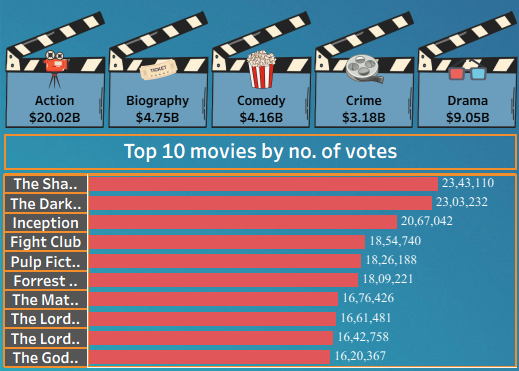 Action
$20.02B
Biography
$4.75B
Comedy
$4.16B
Crime
$3.18B
Drama
$9.05B
TICKET
Top 10 movies by no. of votes
The Sha.. 23,43,110
The Dark.. 23,03,232
Inception 20,67,042
Fight Club 18,54,740
Pulp Fict.. 18,26,188
Forrest .. 18,09,221
The Mat.. 16,76,426
The Lord.. 16,61,481
The Lord.. 16,42,758
The God.. 16,20,367